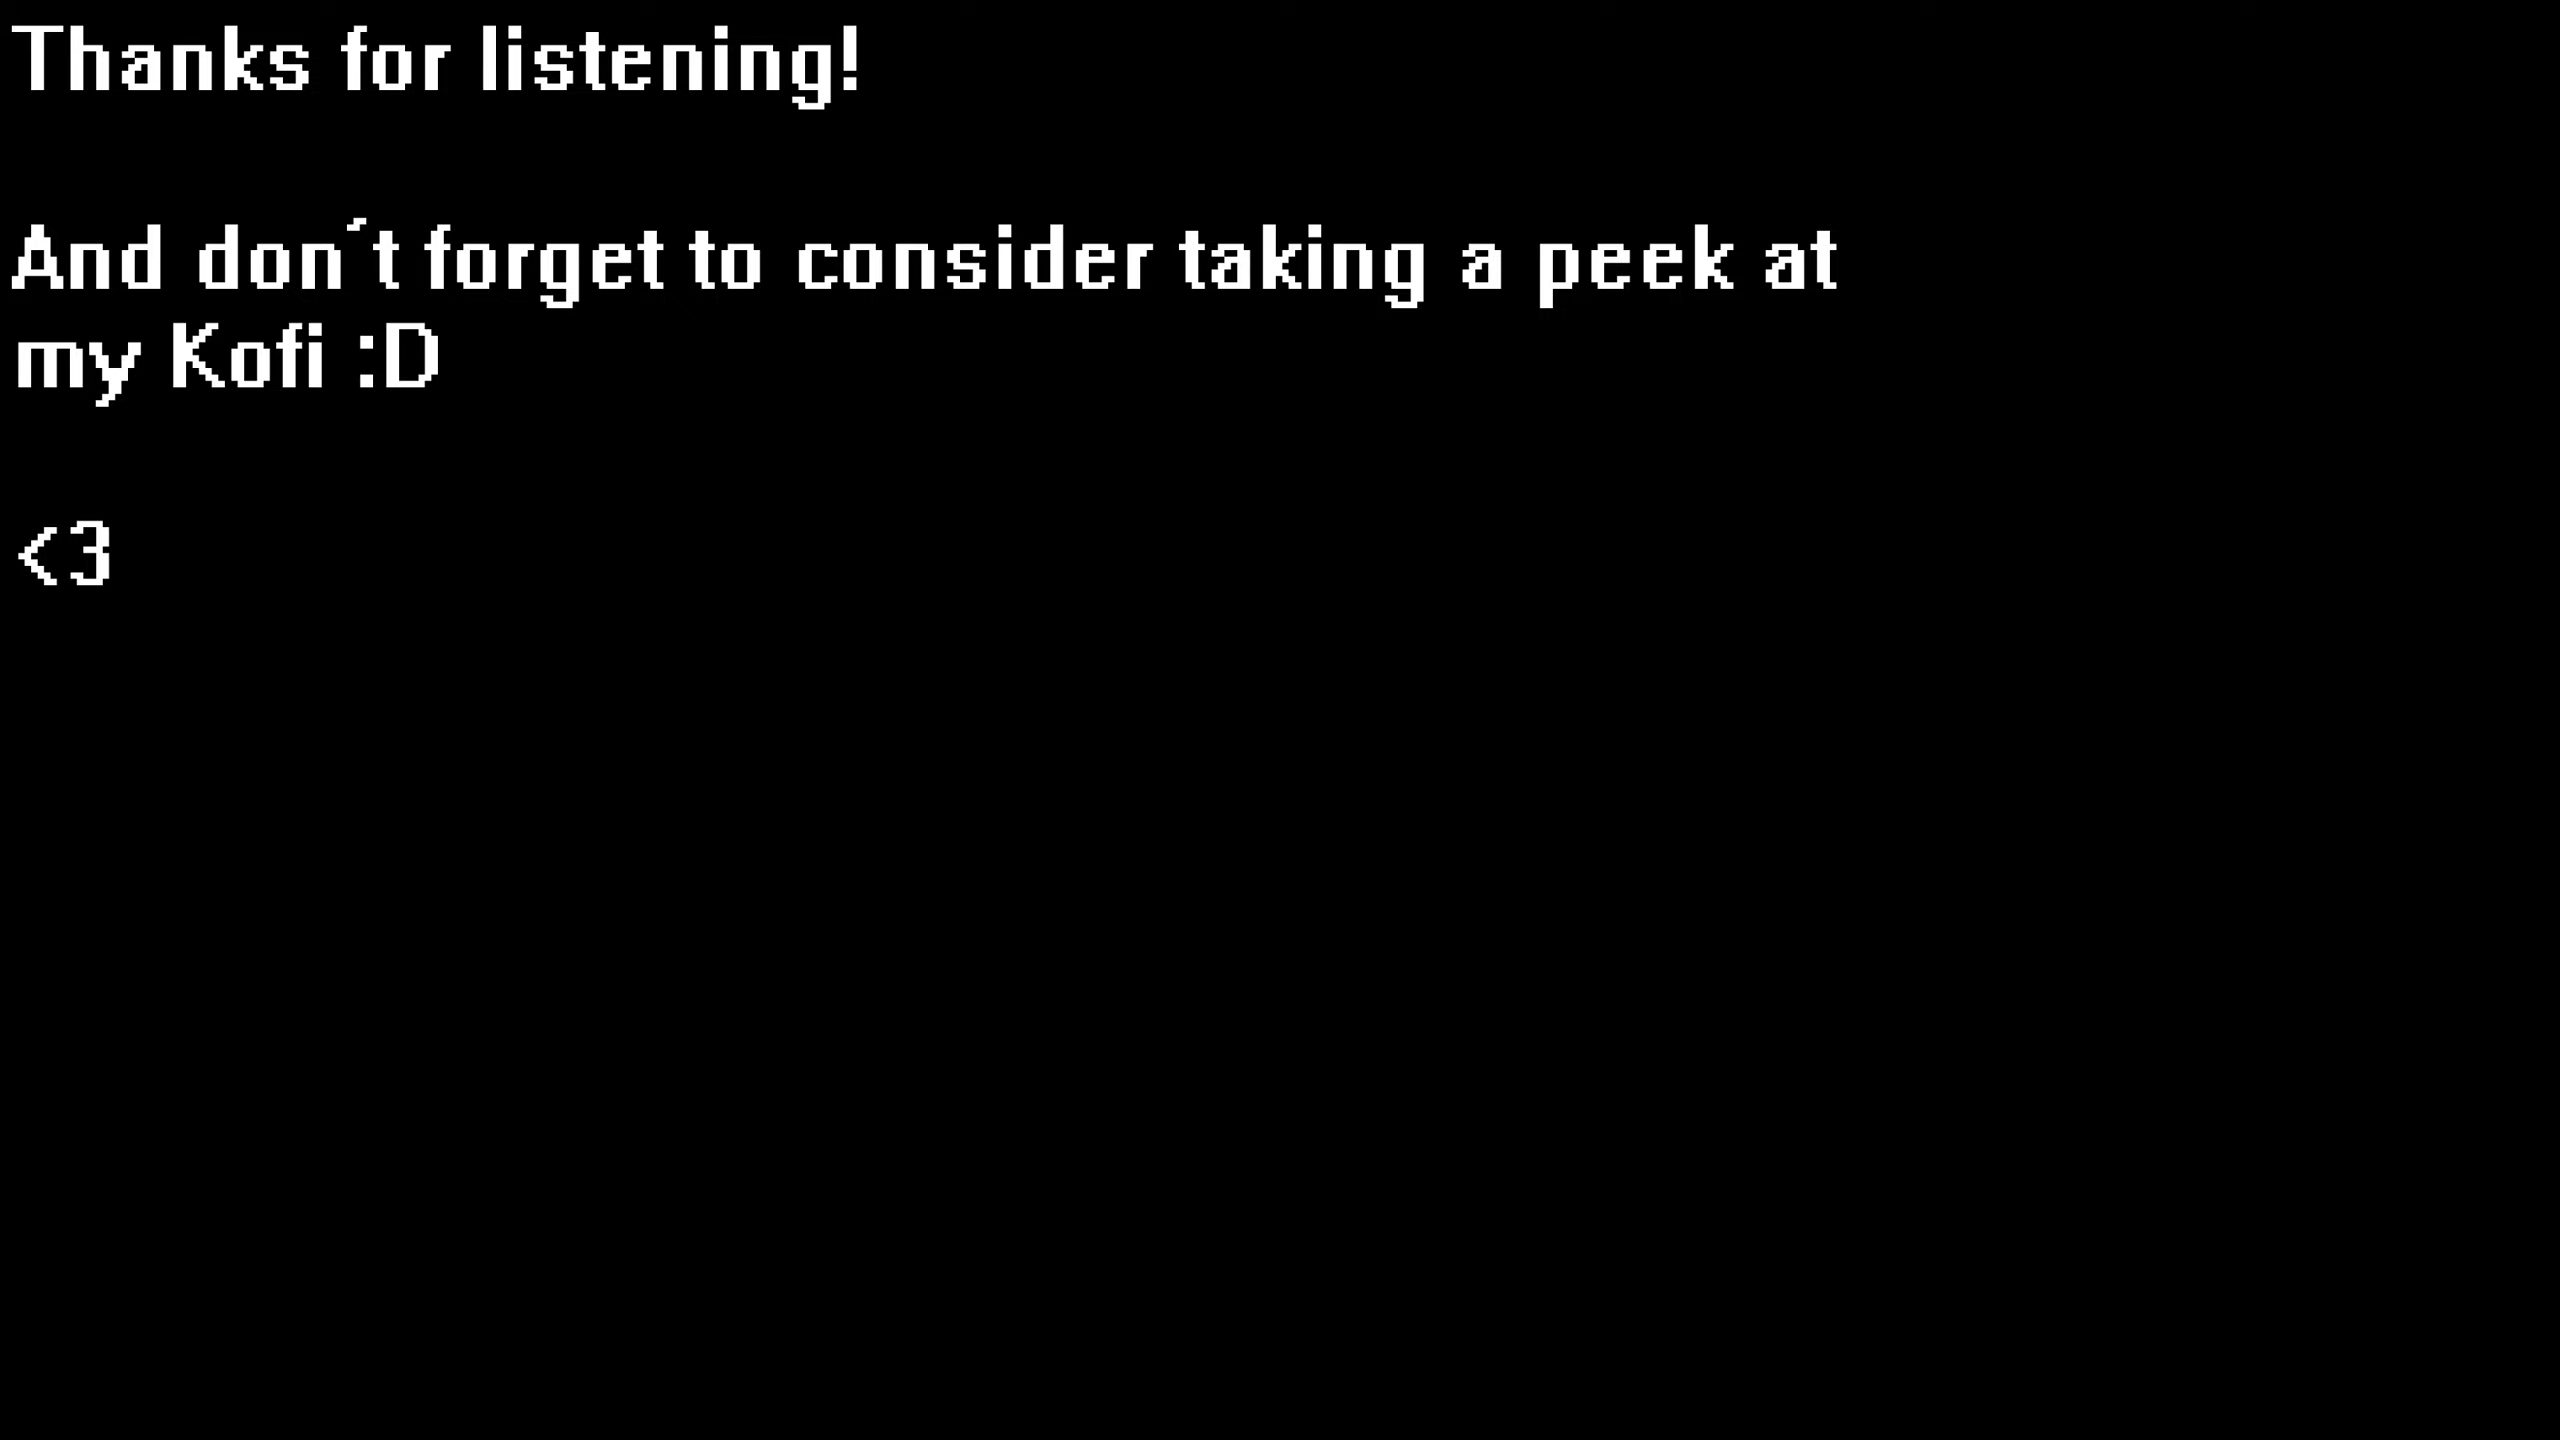 Thanks for listening!
And don´t forget to consider taking a peek at
my Kofi :D
<3